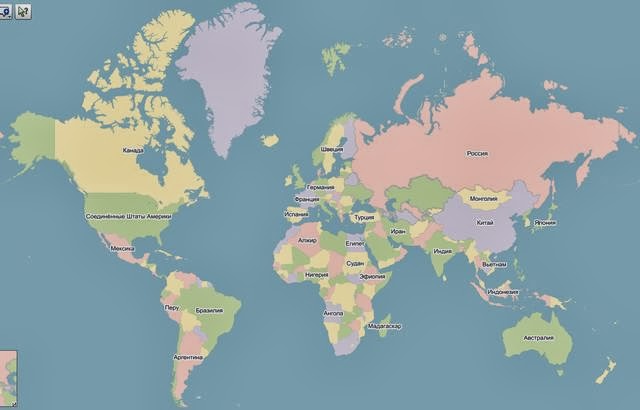 Канада
Швеция
Россия
Германия
Франция
Монголия
Соединённые Штаты Америки
Испания
Турция
Китай
Япония
Мексика
Алжир
Египет
Иран
Индия
Судан
Вьетнам
Нигерия
Эфиопия
Индонезия
Перу
Бразилия
Ангола
Мадагаскар
Австралия
Аргентина